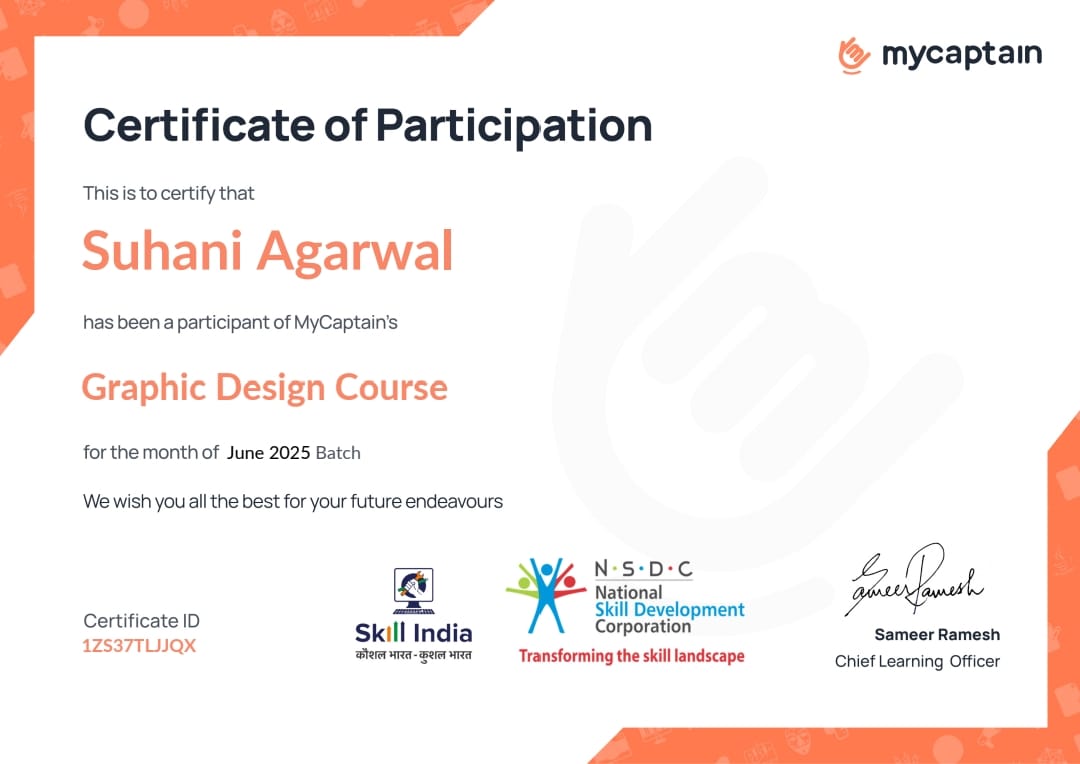 mycaptain
Certificate of Participation
This is to certify that
Suhani Agarwal
has been a participant of MyCaptain's
Graphic Design Course
for the month of June 2025 Batch
We wish you all the best for your future endeavours
Certificate ID
1ZS37TLJJQX
Skill India
कौशल भारत - कुशल भारत
N·S·D·C
National
Skill Development
Corporation
Transforming the skill landscape
Sameer Ramesh
Sameer Ramesh
Chief Learning Officer